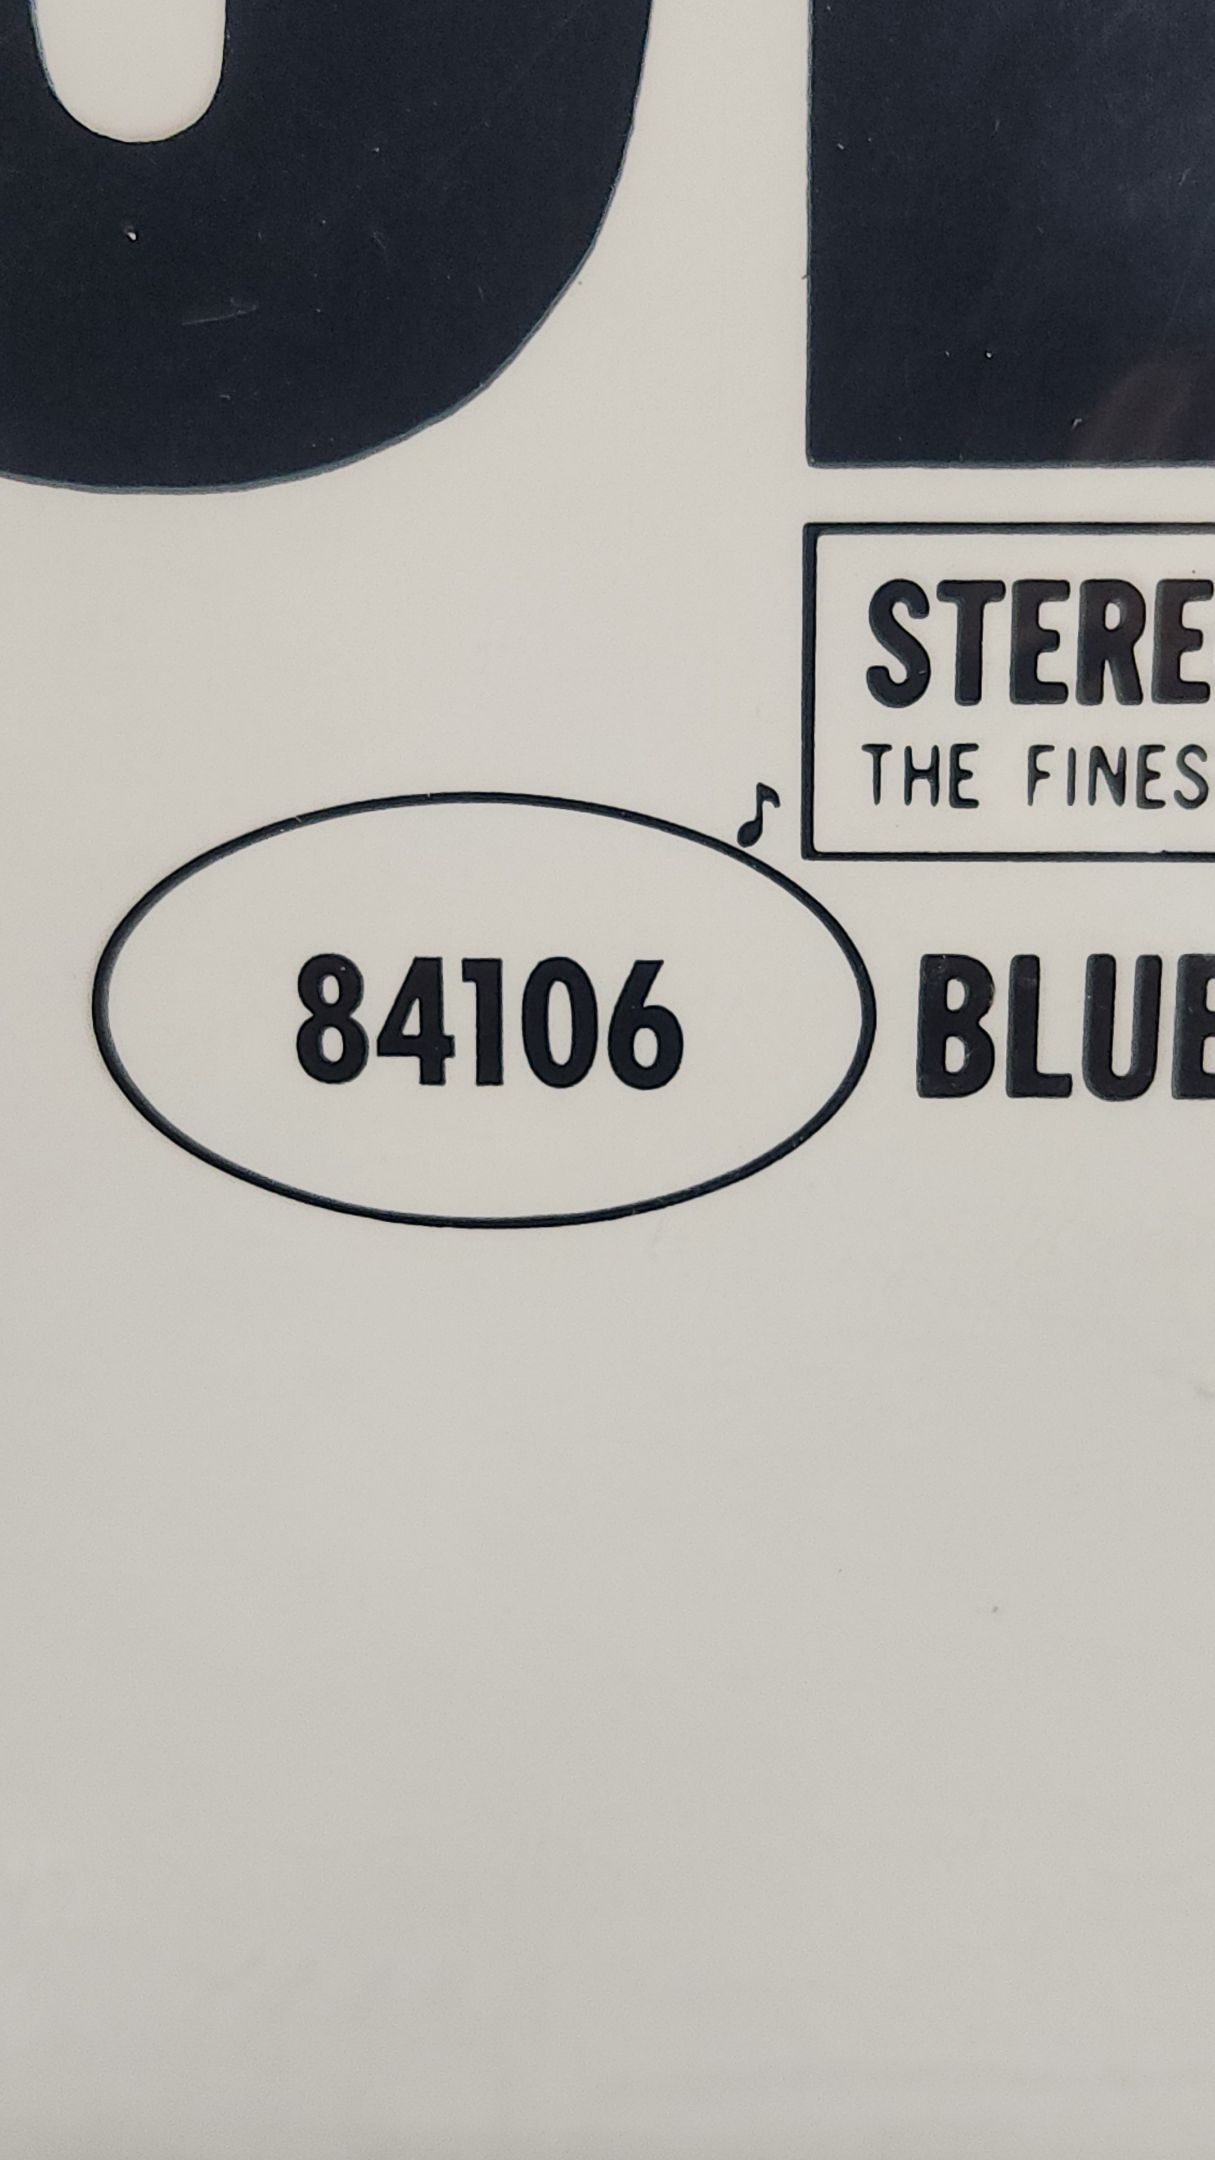 STERE
THE FINES
84106
BLUE